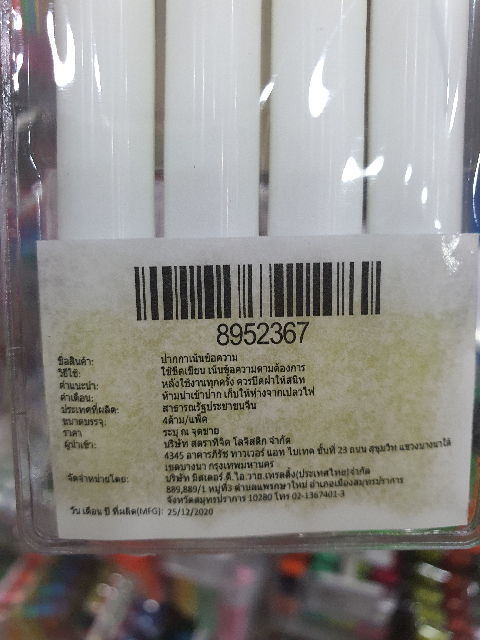 8952367
ชื่อสินค้า: ปากกาเน้นข้อความ
วิธีใช้: ใช้ขีดเขียน เน้นข้อความตามต้องการ
คำแนะนำ: หลังใช้งานทุกครั้ง ควรปิดฝาให้สนิท
คำเตือน: ห้ามนำเข้าปาก เก็บให้ห่างจากเปลวไฟ
ประเทศที่ผลิต: สาธารณรัฐประชาชนจีน
ขนาดบรรจุ: 4ด้าม/แพ็ค
ราคา ระบุ ณ จุดขาย
ผู้นำเข้า: บริษัท สตราทิจิค โลจิสติก จำกัด
4345 อาคารภิรัช ทาวเวอร์ แอท ไบเทค ชั้นที่ 23 ถนน สุขุมวิท แขวงบางนาใต้
เขตบางนา กรุงเทพมหานคร
จัดจำหน่ายโดย: บริษัท มิสเตอร์.ดี.ไอ.วาย.เทรดดิ้ง(ประเทศไทย)จำกัด
889,889/1 หมู่ที่3 ตำบลแพรกษาใหม่ อำเภอเมืองสมุทรปราการ
จังหวัดสมุทรปราการ 10280 โทร 02-1367401-3
วัน เดือน ปี ที่ผลิต(MFG): 25/12/2020